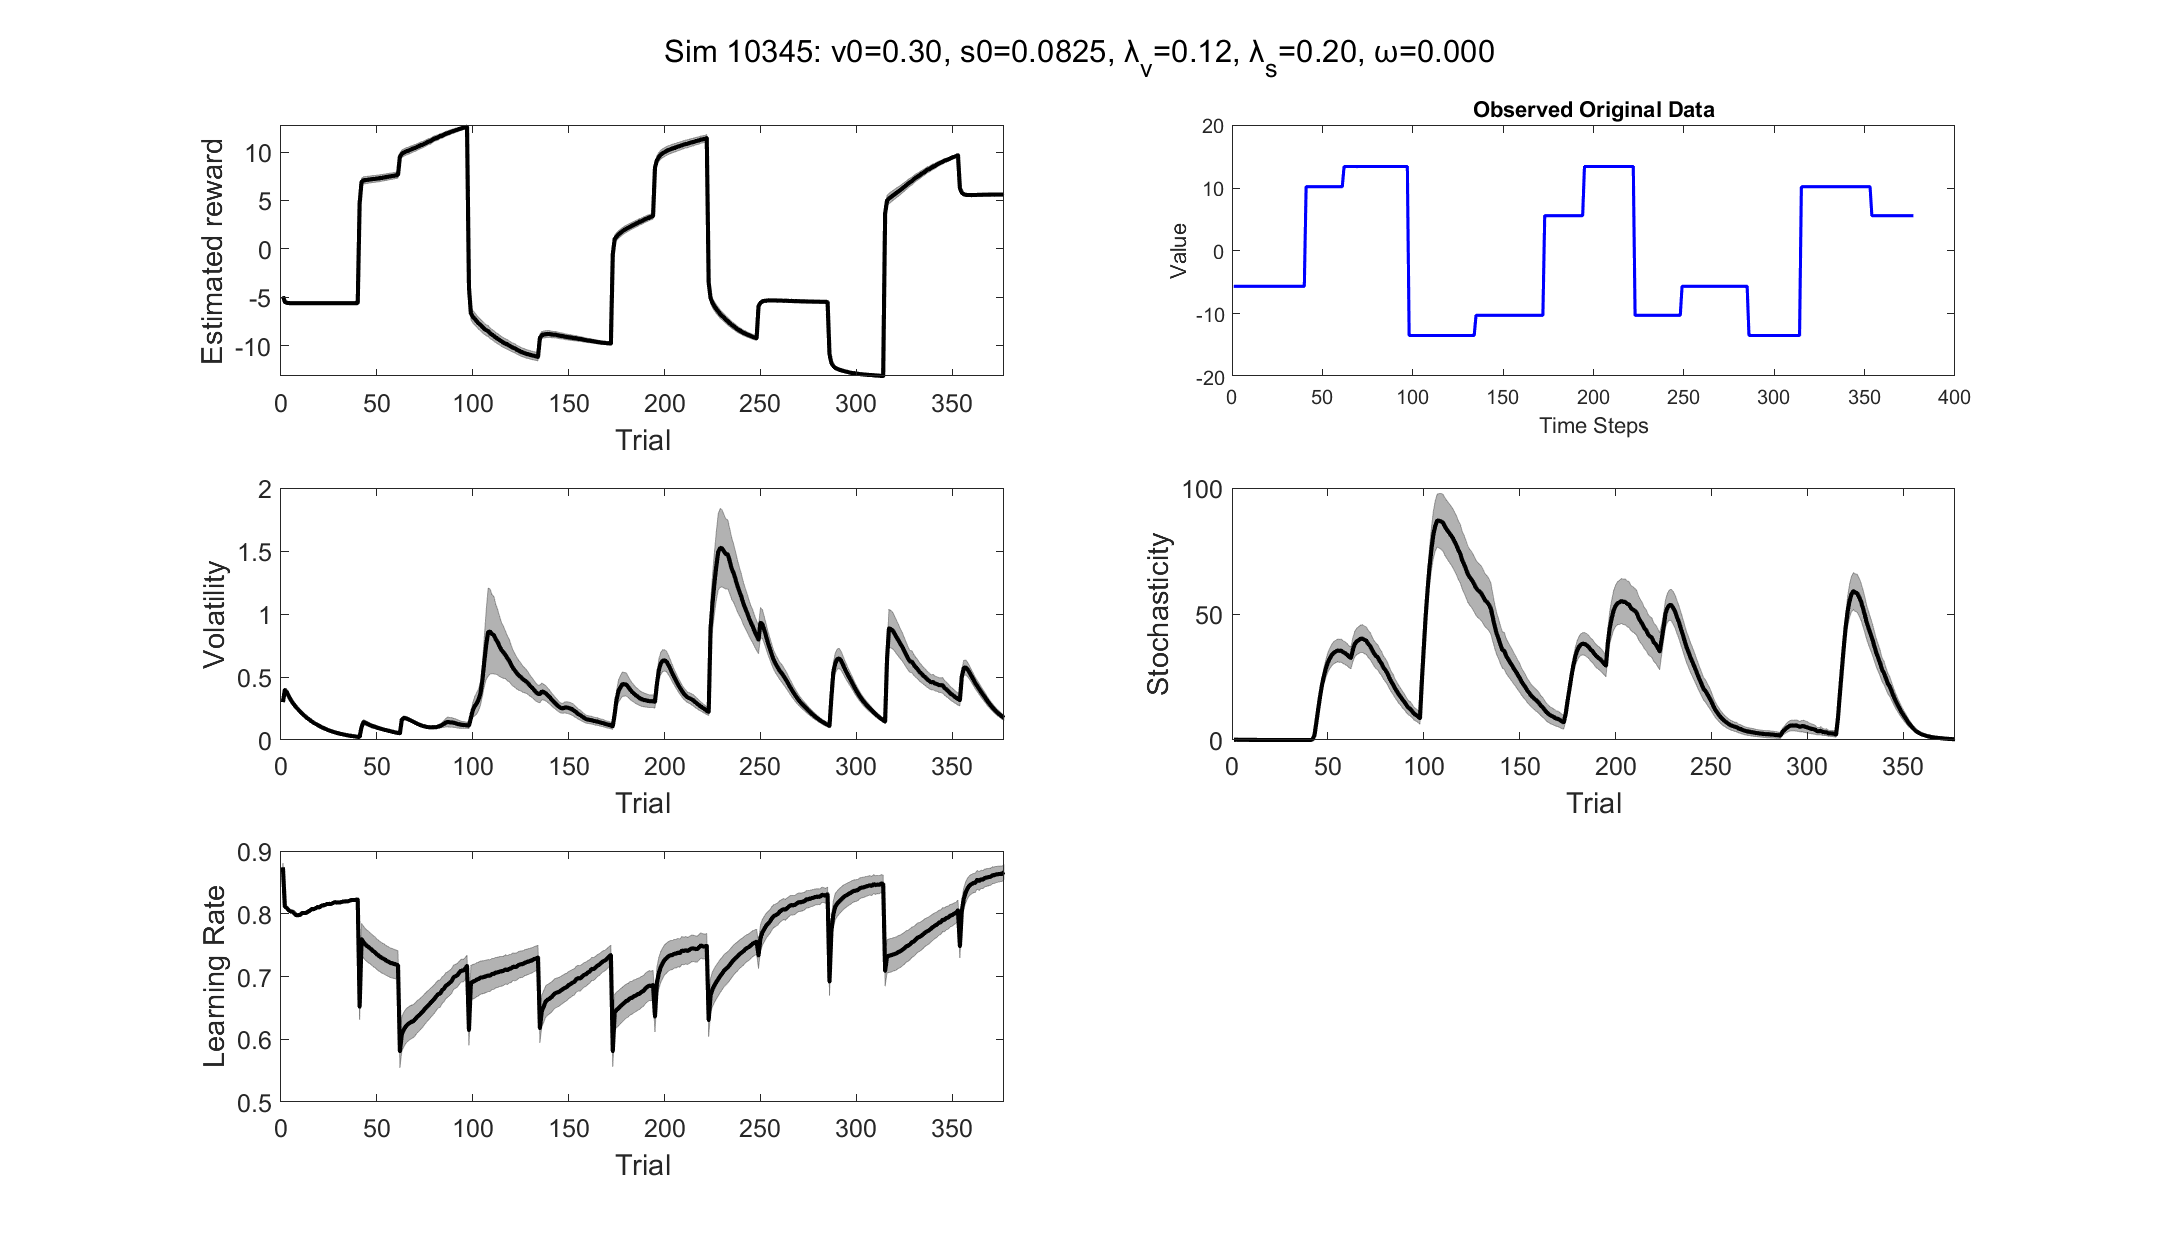 Sim 10345: v0=0.30, s0=0.0825, λ_v=0.12, λ_s=0.20, ω=0.000
Estimated reward
10
5
0
-5
-10
0 50 100 150 200 250 300 350
Trial
Observed Original Data
Value
20
10
0
-10
-20
0 50 100 150 200 250 300 350 400
Time Steps
Volatility
2
1.5
1
0.5
0
0 50 100 150 200 250 300 350
Trial
Stochasticity
100
50
0
0 50 100 150 200 250 300 350
Trial
Learning Rate
0.9
0.8
0.7
0.6
0.5
0 50 100 150 200 250 300 350
Trial